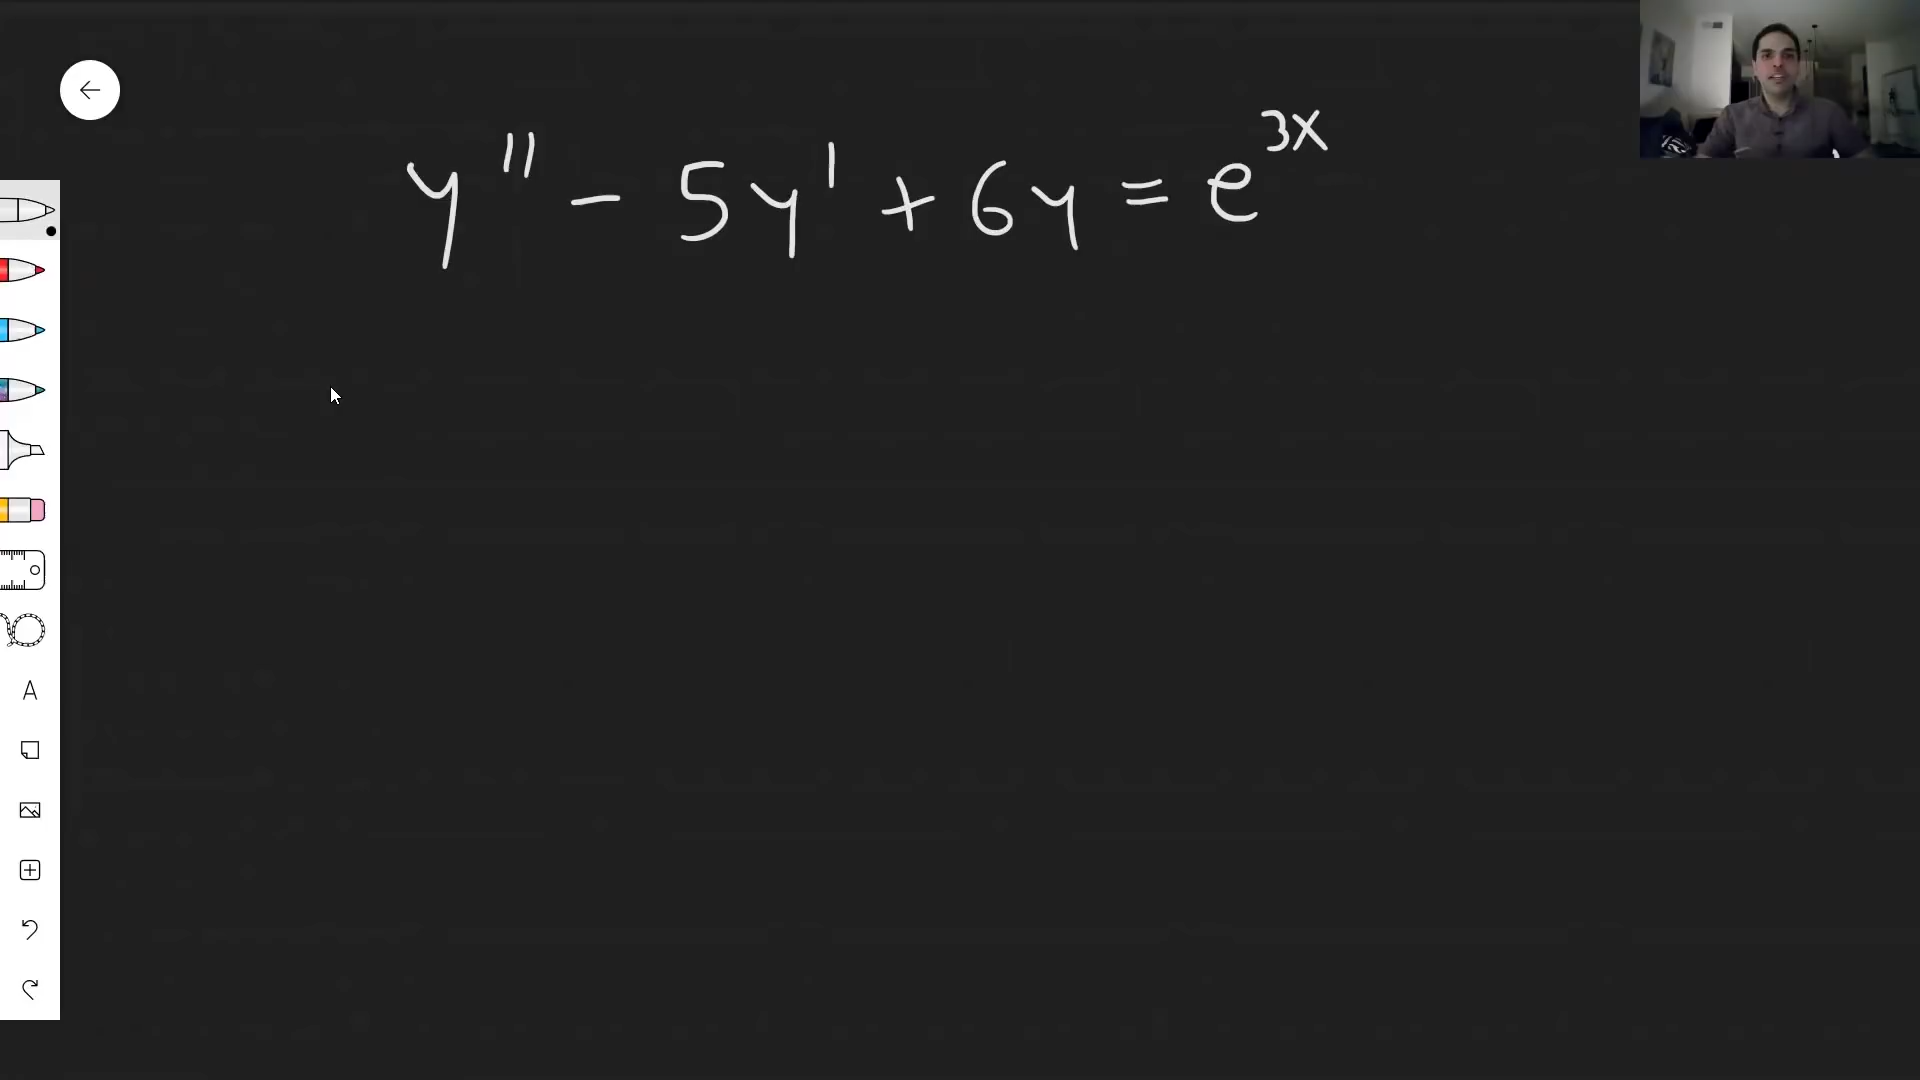 y'' - 5y' + 6y = e^{3x}
A